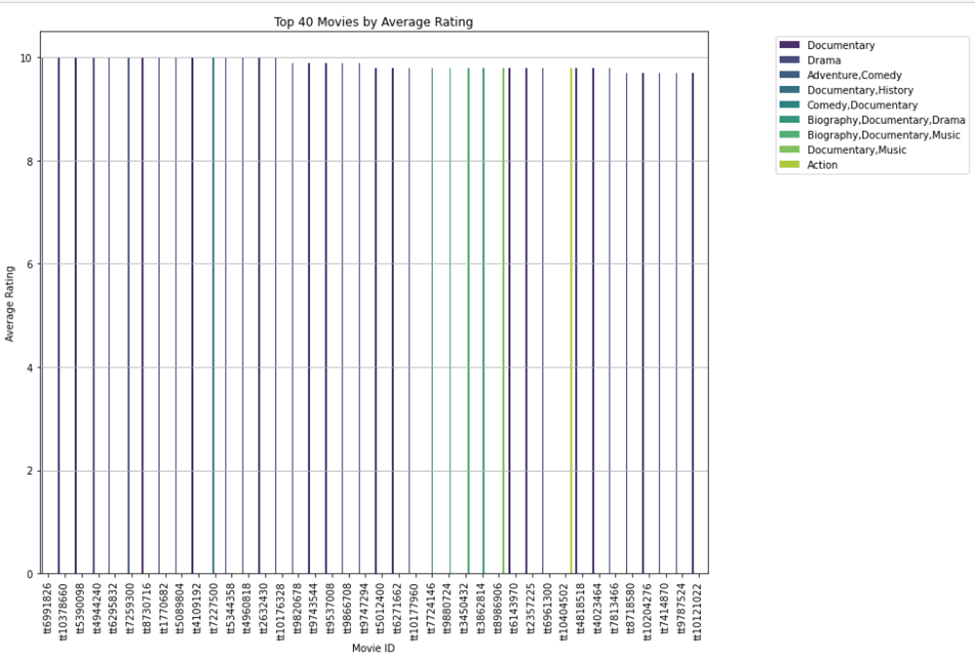 Top 40 Movies by Average Rating
10
8
6
4
2
0
Average Rating
tt6991826
tt10378660
tt5390098
tt4944240
tt6295832
tt7259300
tt8730716
tt1770682
tt5089804
tt4109192
tt7227500
tt5344358
tt4960818
tt2632430
tt10176328
tt9820678
tt9743544
tt9537008
tt9866708
tt9747294
tt5012400
tt6271662
tt10177960
tt7724146
tt9880724
tt3450432
tt3862814
tt8986906
tt6143970
tt2357225
tt6961300
tt10404502
tt4818518
tt4023464
tt7813466
tt8718580
tt10204276
tt7414870
tt9787524
tt10121022
Movie ID
Documentary
Drama
Adventure,Comedy
Documentary,History
Comedy,Documentary
Biography,Documentary,Drama
Biography,Documentary,Music
Documentary,Music
Action